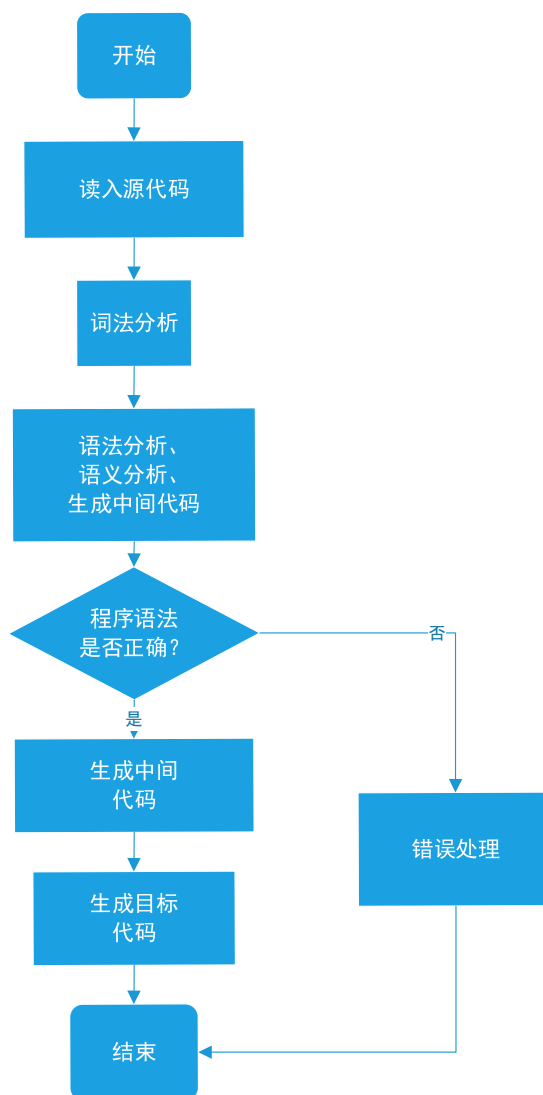 开始
读入源代码
词法分析
语法分析、
语义分析、
生成中间代码
程序语法
是否正确？
否
是
生成中间
代码
错误处理
生成目标
代码
结束